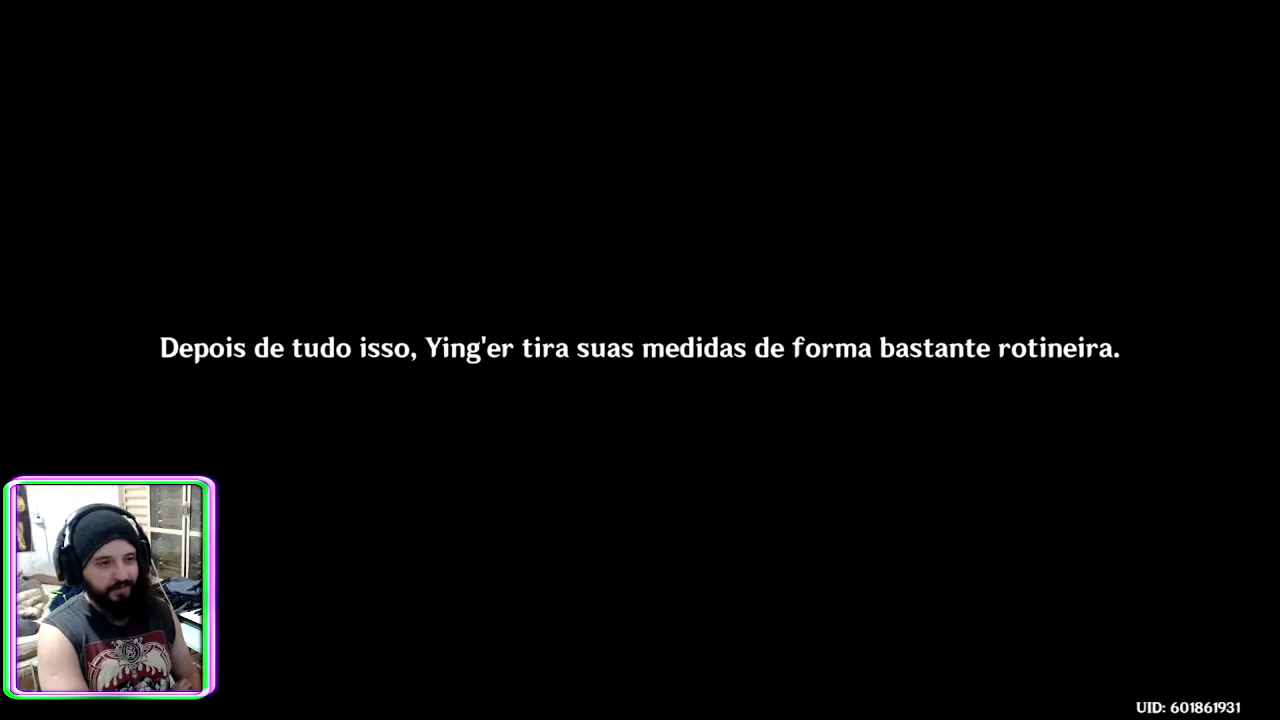 Depois de tudo isso, Ying'er tira suas medidas de forma bastante rotineira.
UID: 601861931